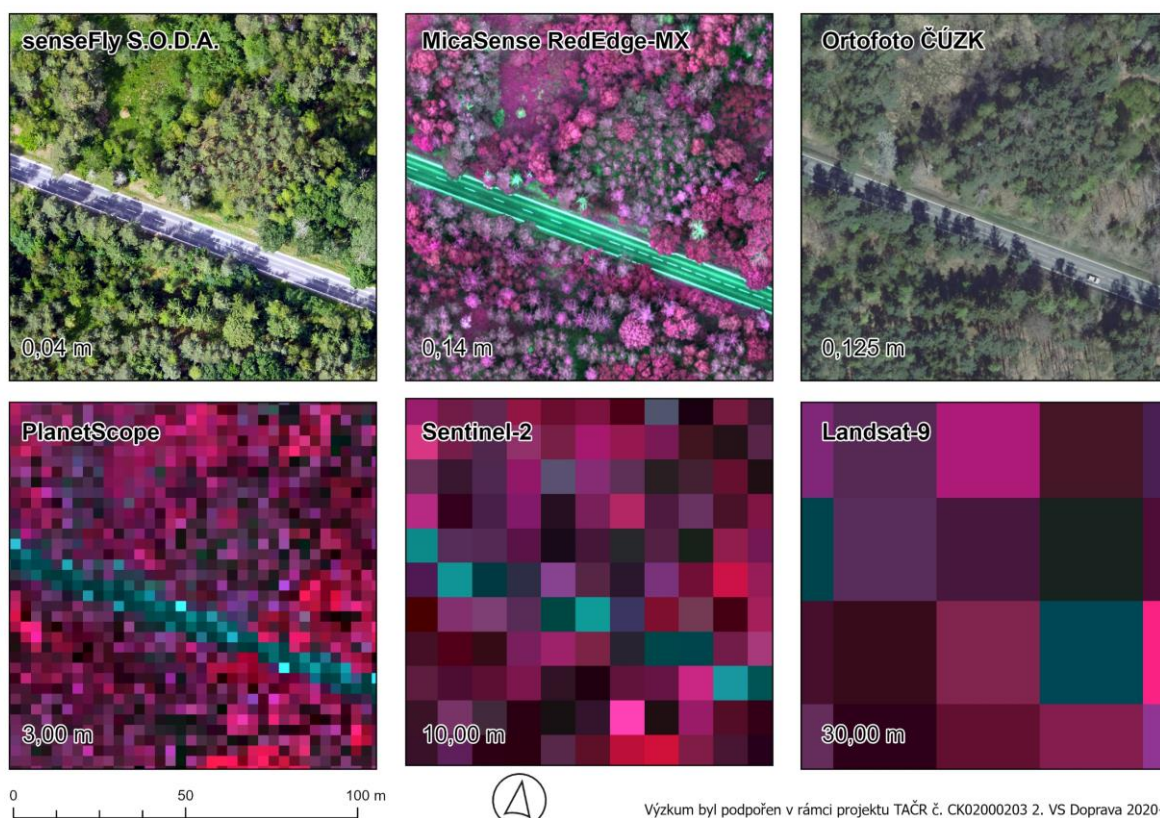 senseFly S.O.D.A.
MicaSense RedEdge-MX
Ortofoto ČÚZK
0,04 m
0,14 m
0,125 m
PlanetScope
Sentinel-2
Landsat-9
3,00 m
10,00 m
30,00 m
0 50 100 m
Výzkum byl podpořen v rámci projektu TAČR č. CK02000203 2. VS Doprava 2020-